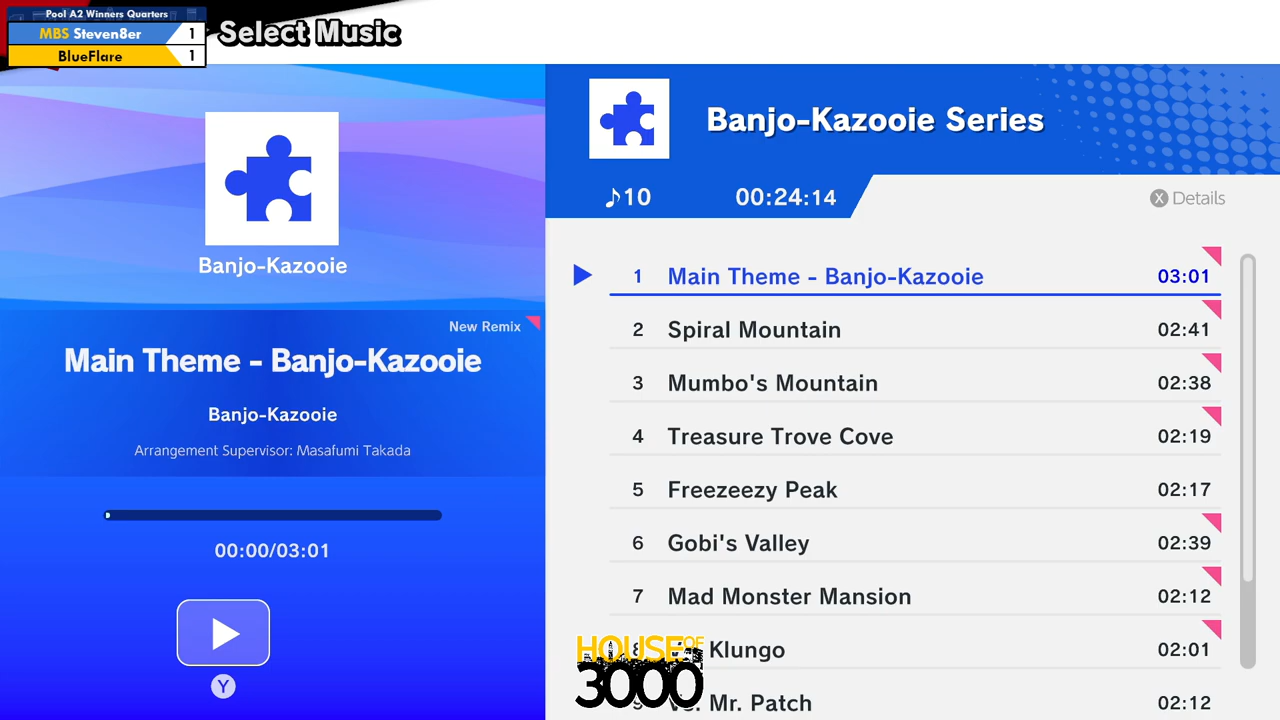 Pool A2 Winners Quarters
MBS Steven8er 1
BlueFlare 1
Select Music
Banjo-Kazooie
New Remix
Main Theme - Banjo-Kazooie
Banjo-Kazooie
Arrangement Supervisor: Masafumi Takada
00:00/03:01
Y
Banjo-Kazooie Series
♪10 00:24:14
X Details
1 Main Theme - Banjo-Kazooie 03:01
2 Spiral Mountain 02:41
3 Mumbo's Mountain 02:38
4 Treasure Trove Cove 02:19
5 Freezeezy Peak 02:17
6 Gobi's Valley 02:39
7 Mad Monster Mansion 02:12
Klungo 02:01
Mr. Patch 02:12
HOUSE OF
3000